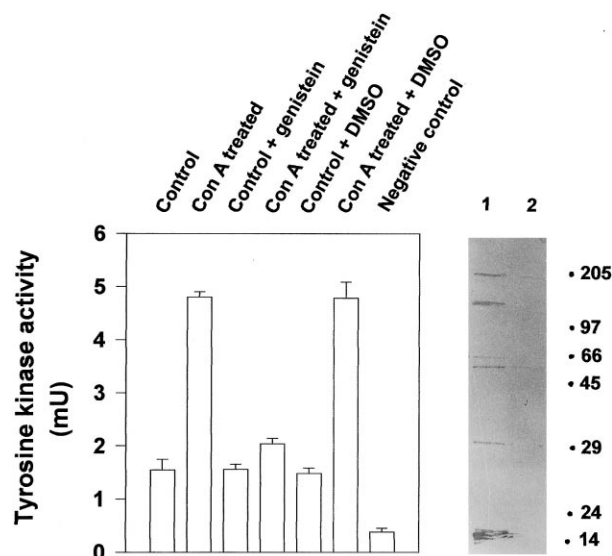 Control
Con A treated
Control + genistein
Con A treated + genistein
Control + DMSO
Con A treated + DMSO
Negative control
Tyrosine kinase activity
(mU)
6
5
4
3
2
1
0
1 2
• 205
• 97
• 66
• 45
• 29
• 24
• 14